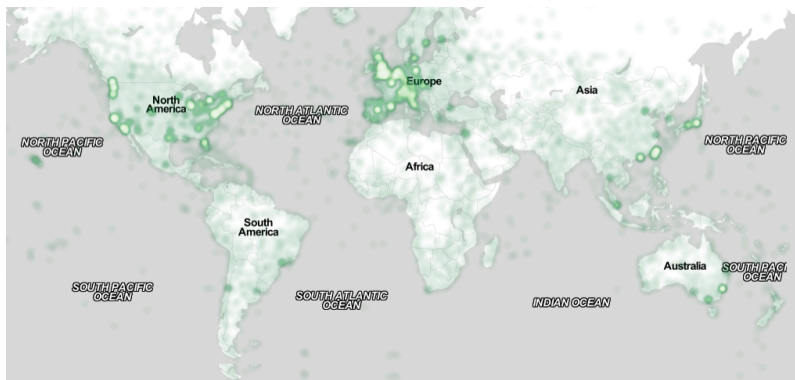 North
America
Europe
Asia
NORTH ATLANTIC
OCEAN
NORTH PACIFIC
OCEAN
NORTH PACIFIC
OCEAN
Africa
South
America
Australia
SOUTH PACI
OCEAN
SOUTH PACIFIC
OCEAN
SOUTH ATLANTIC
OCEAN
INDIAN OCEAN